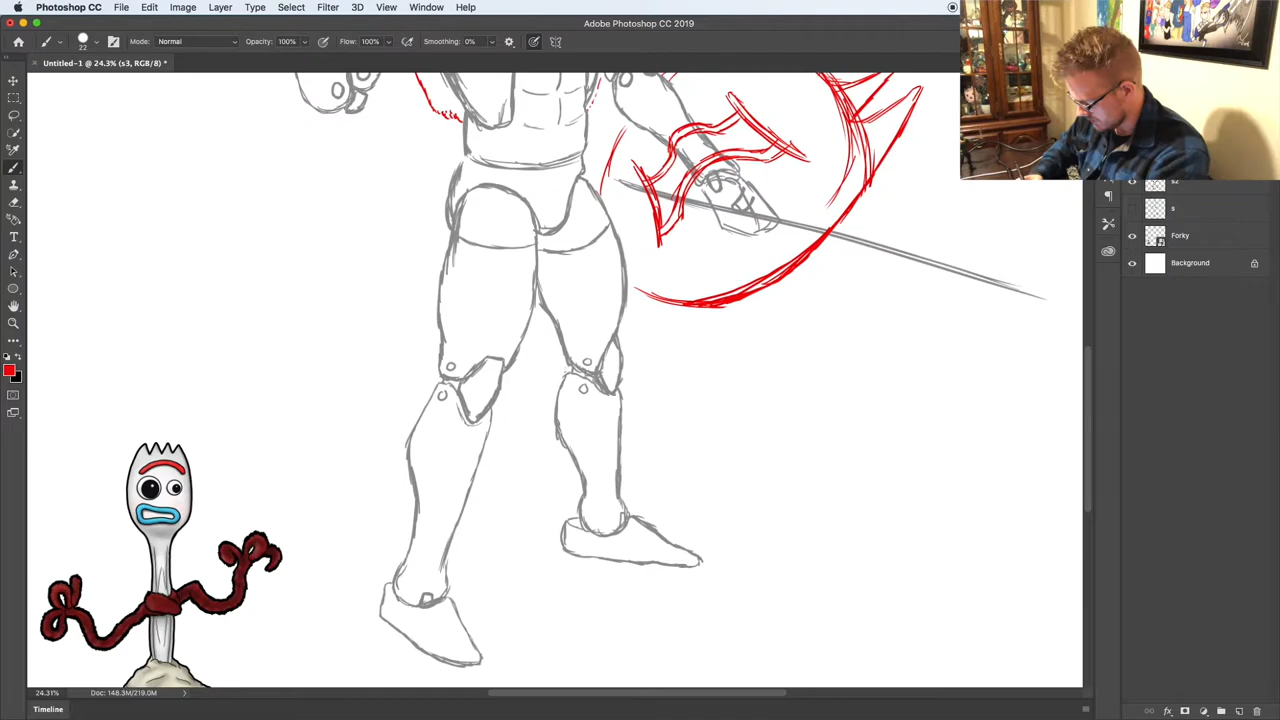 Photoshop CC File Edit Image Layer Type Select Filter 3D View Window Help
Adobe Photoshop CC 2019
22 Mode: Normal Opacity: 100% Flow: 100% Smoothing: 0%
Untitled-1 @ 24.3% (s3, RGB/8) *
s2
s
Forky
Background
24.31% Doc: 148.3M/219.0M
Timeline